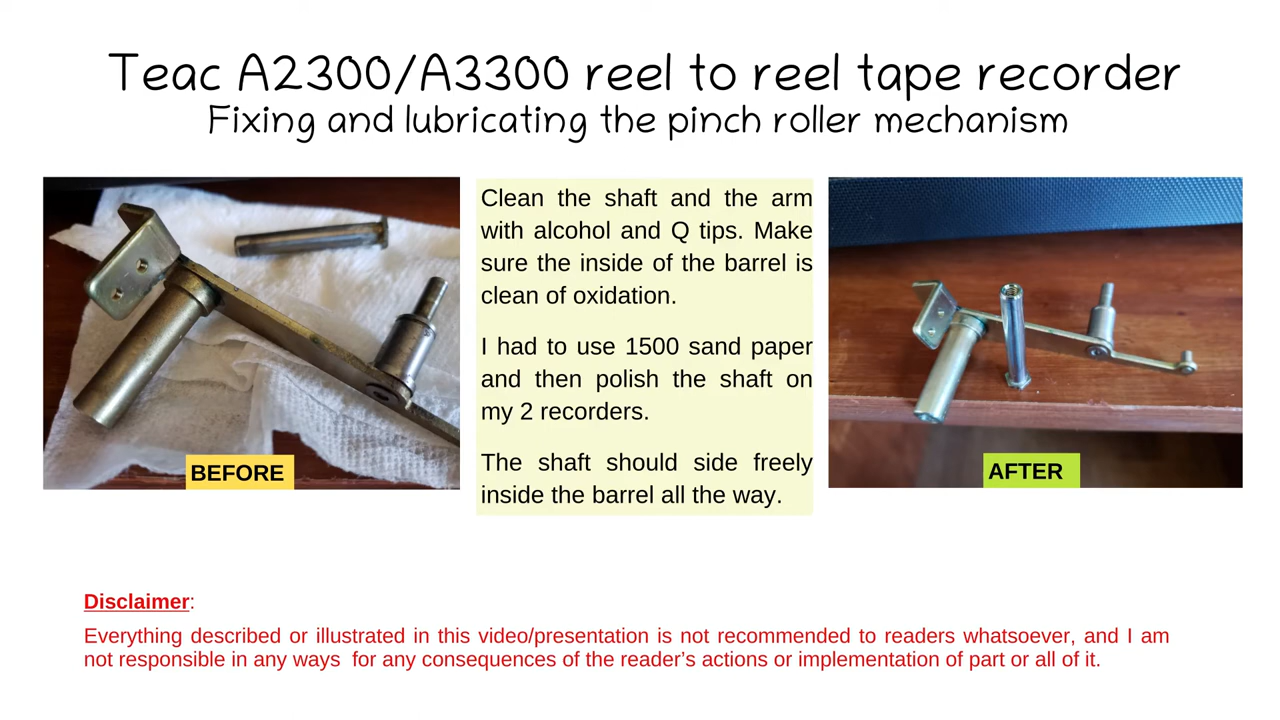 Teac A2300/A3300 reel to reel tape recorder
Fixing and lubricating the pinch roller mechanism
Clean the shaft and the arm
with alcohol and Q tips. Make
sure the inside of the barrel is
clean of oxidation.
I had to use 1500 sand paper
and then polish the shaft on
my 2 recorders.
The shaft should side freely
inside the barrel all the way.
BEFORE
AFTER
Disclaimer:
Everything described or illustrated in this video/presentation is not recommended to readers whatsoever, and I am
not responsible in any ways  for any consequences of the reader’s actions or implementation of part or all of it.